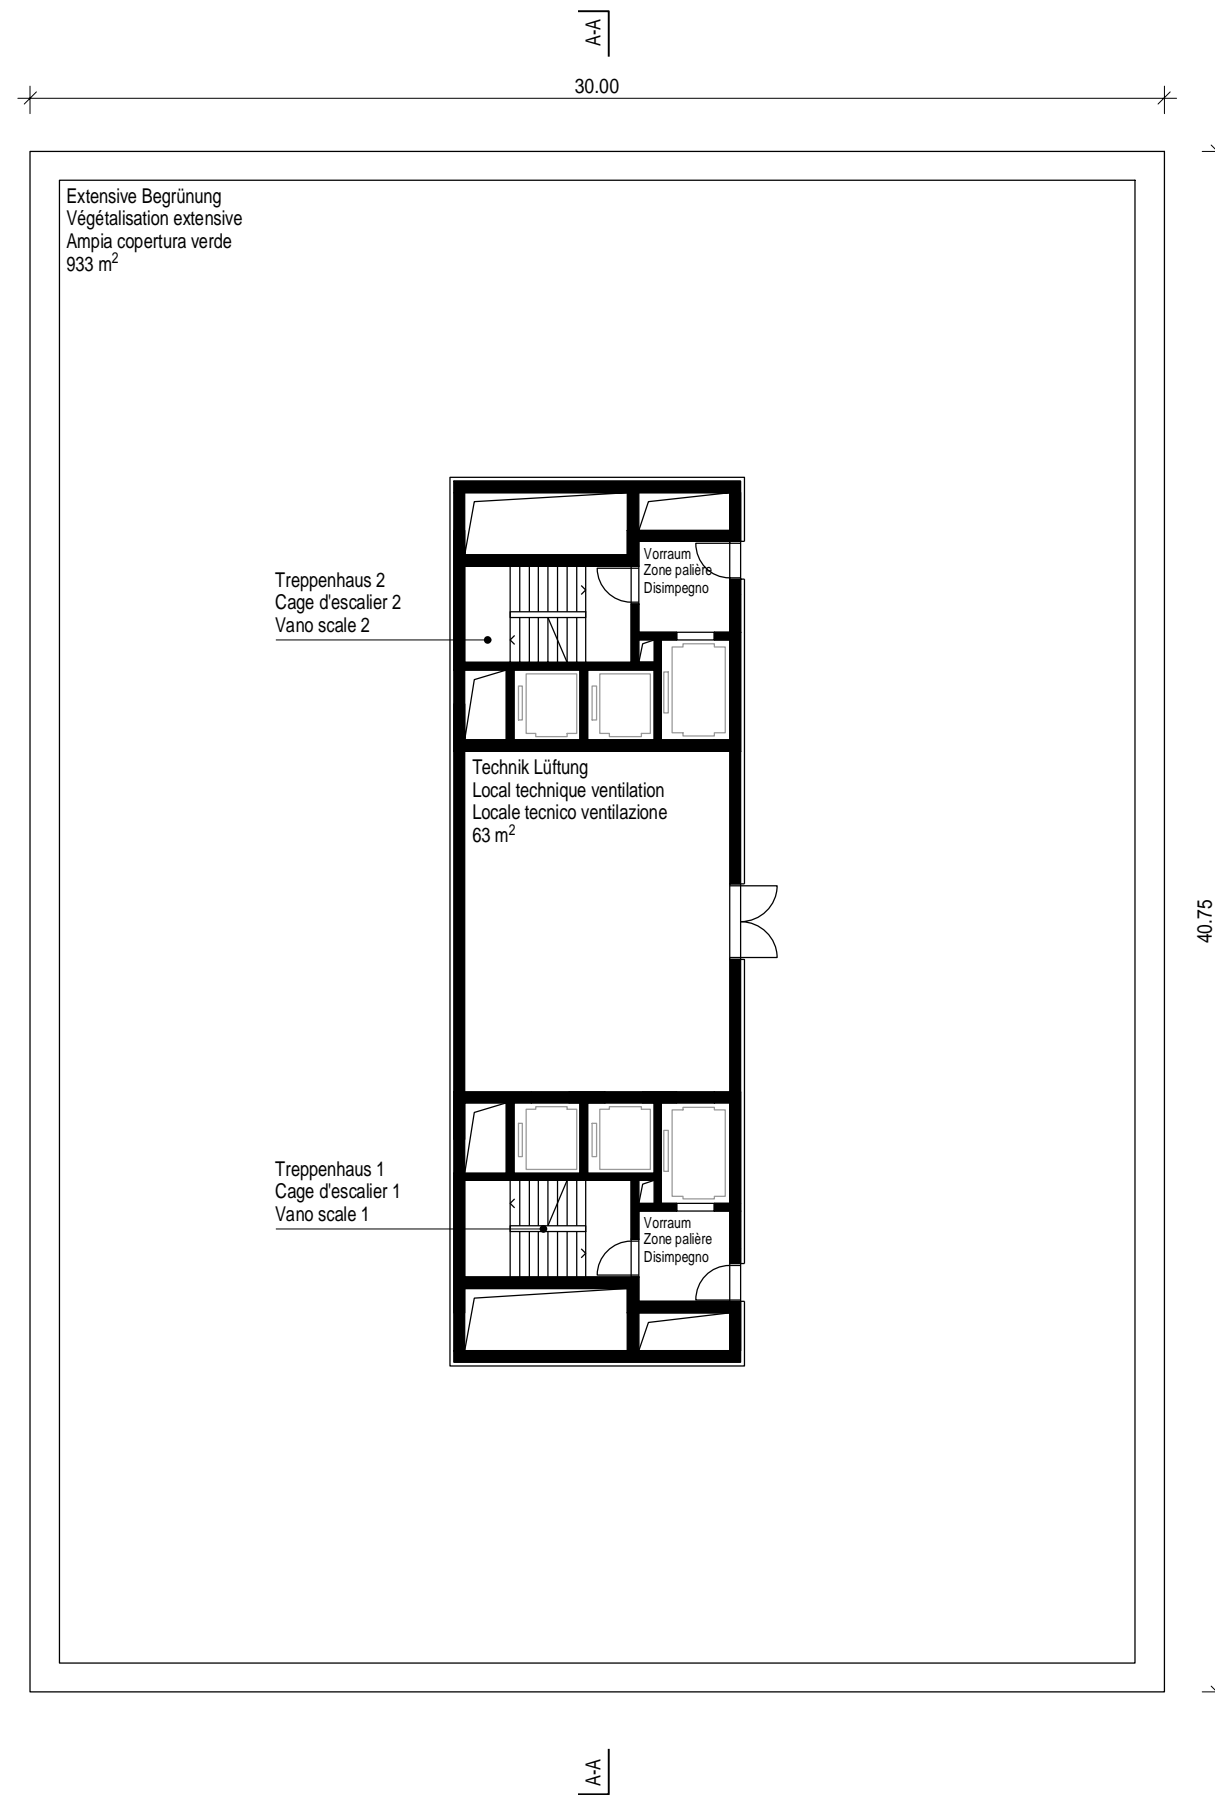 A-A
30.00
Extensive Begrünung
Végétalisation extensive
Ampia copertura verde
933 m²
Vorraum
Zone palière
Disimpegno
Treppenhaus 2
Cage d'escalier 2
Vano scale 2
Technik Lüftung
Local technique ventilation
Locale tecnico ventilazione
63 m²
40.75
Treppenhaus 1
Cage d'escalier 1
Vano scale 1
Vorraum
Zone palière
Disimpegno
A-A